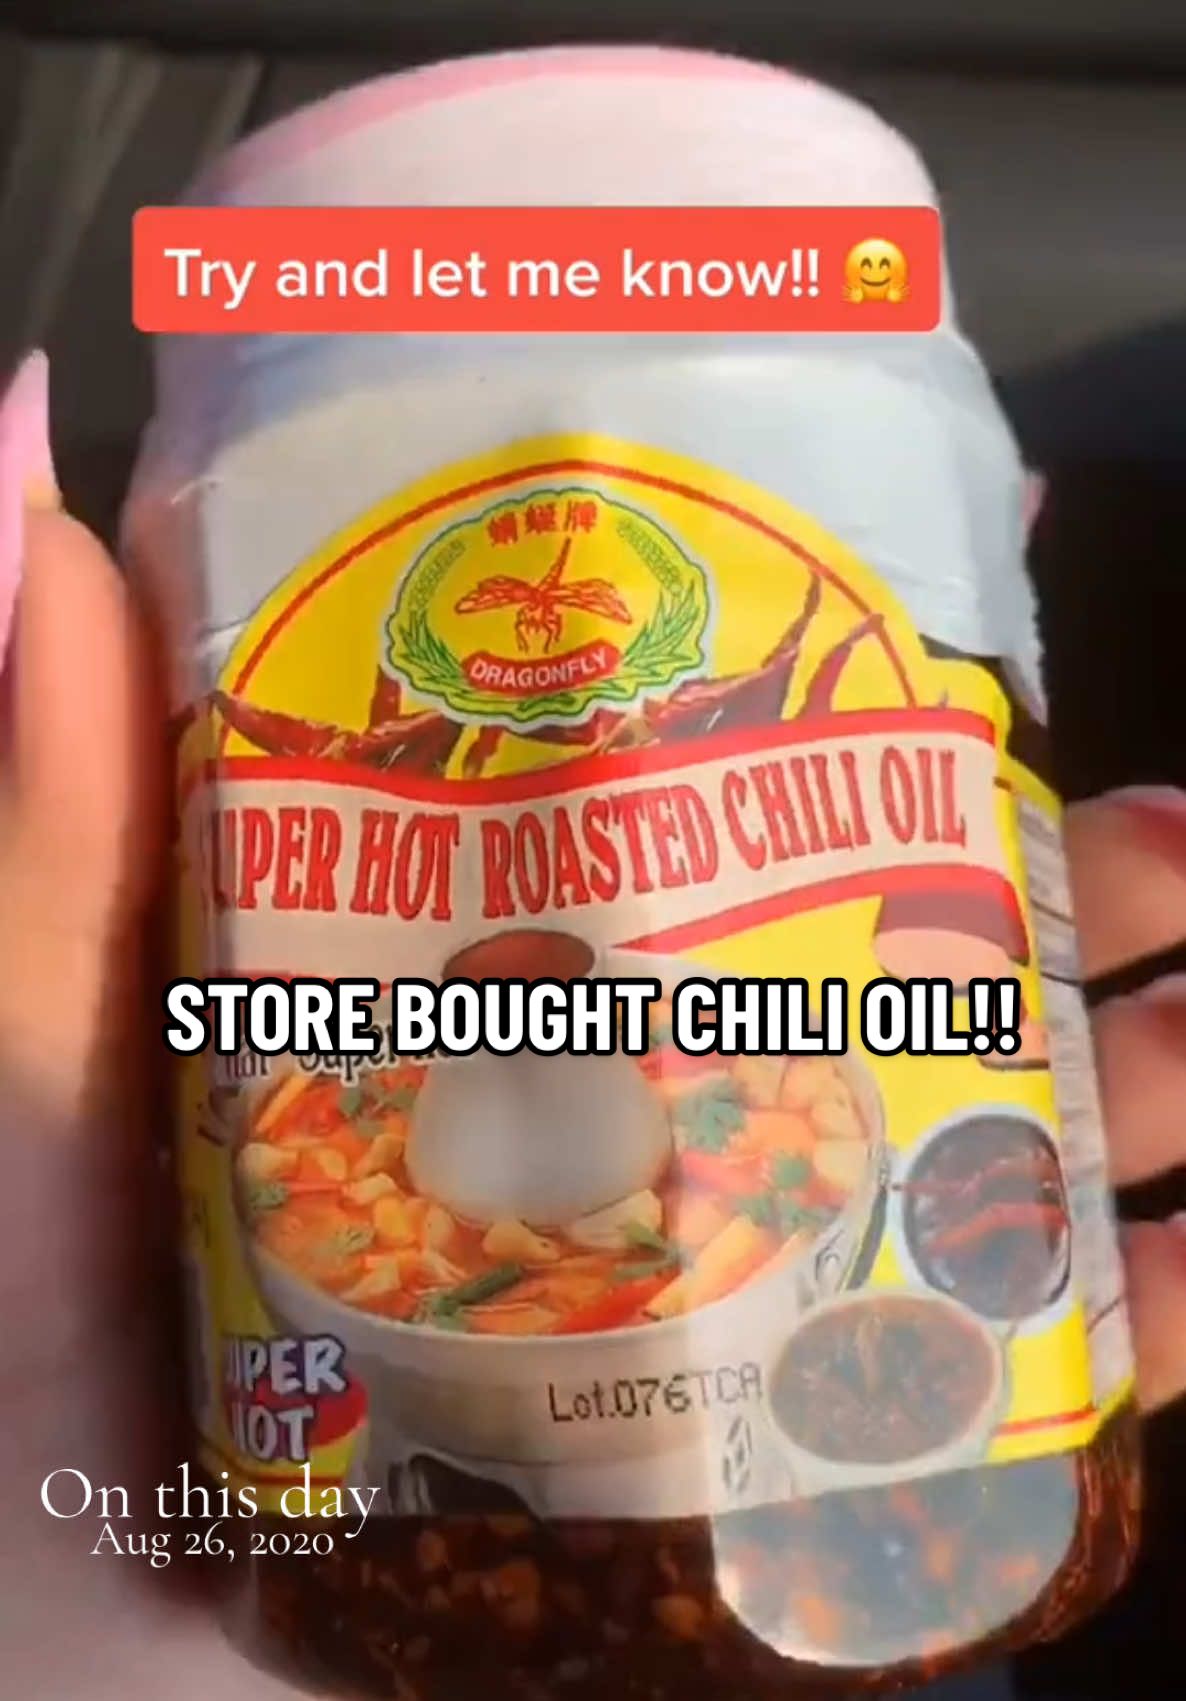 Try and let me know!! 🤗
蜻蜓牌
DRAGONFLY
UPER HOT ROASTED CHILI OIL
STORE BOUGHT CHILI OIL!!
UPER
HOT
Lot.076TCA
On this day
Aug 26, 2020